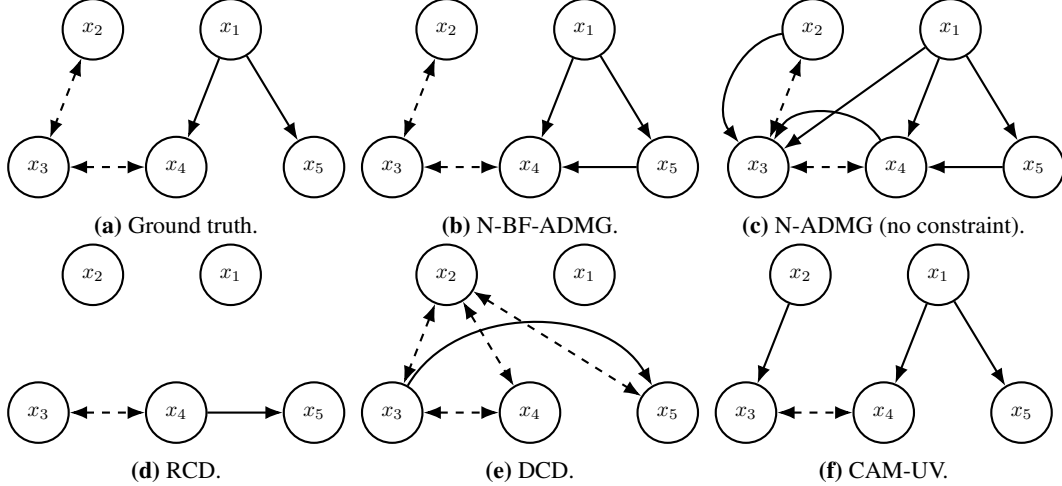 x₂ x₁ x₂ x₁ x₂ x₁
x₃ x₄ x₅ x₃ x₄ x₅ x₃ x₄ x₅
(a) Ground truth. (b) N-BF-ADMG. (c) N-ADMG (no constraint).
x₂ x₁ x₂ x₁ x₂ x₁
x₃ x₄ x₅ x₃ x₄ x₅ x₃ x₄ x₅
(d) RCD. (e) DCD. (f) CAM-UV.